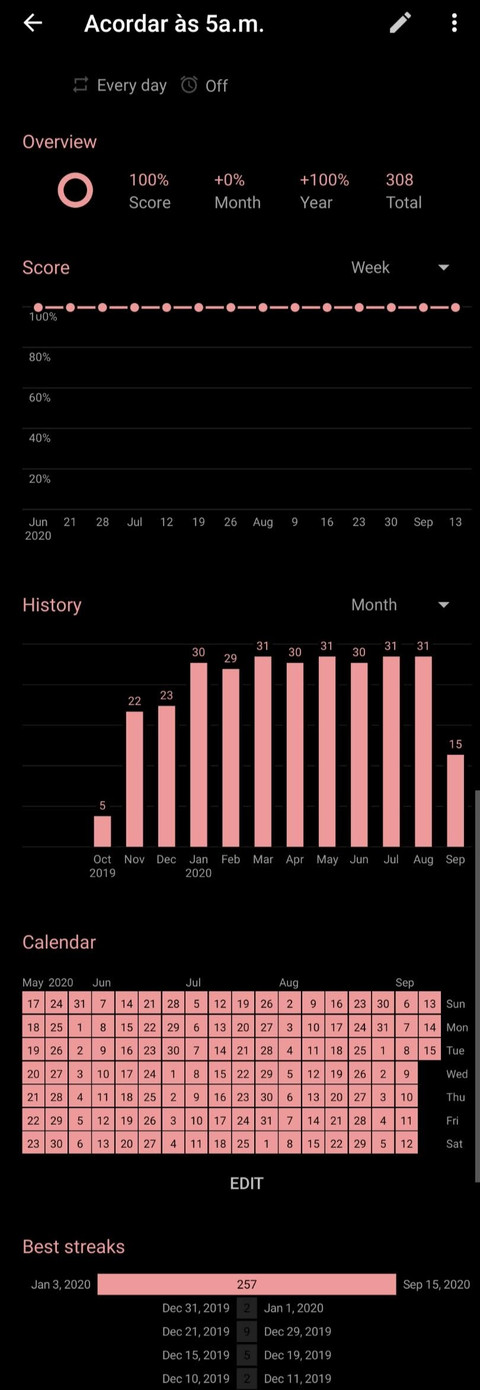 Acordar às 5a.m.
Every day Off
Overview
100% +0% +100% 308
Score Month Year Total
Score Week
100%
80%
60%
40%
20%
Jun 21 28 Jul 12 19 26 Aug 9 16 23 30 Sep 13
2020
History Month
5 22 23 30 29 31 30 31 30 31 31 15
Oct Nov Dec Jan Feb Mar Apr May Jun Jul Aug Sep
2019 2020
Calendar
May 2020 Jun Jul Aug Sep
17 24 31 7 14 21 28 5 12 19 26 2 9 16 23 30 6 13 Sun
18 25 1 8 15 22 29 6 13 20 27 3 10 17 24 31 7 14 Mon
19 26 2 9 16 23 30 7 14 21 28 4 11 18 25 1 8 15 Tue
20 27 3 10 17 24 1 8 15 22 29 5 12 19 26 2 9 Wed
21 28 4 11 18 25 2 9 16 23 30 6 13 20 27 3 10 Thu
22 29 5 12 19 26 3 10 17 24 31 7 14 21 28 4 11 Fri
23 30 6 13 20 27 4 11 18 25 1 8 15 22 29 5 12 Sat
EDIT
Best streaks
Jan 3, 2020 257 Sep 15, 2020
Dec 31, 2019 2 Jan 1, 2020
Dec 21, 2019 9 Dec 29, 2019
Dec 15, 2019 5 Dec 19, 2019
Dec 10, 2019 2 Dec 11, 2019